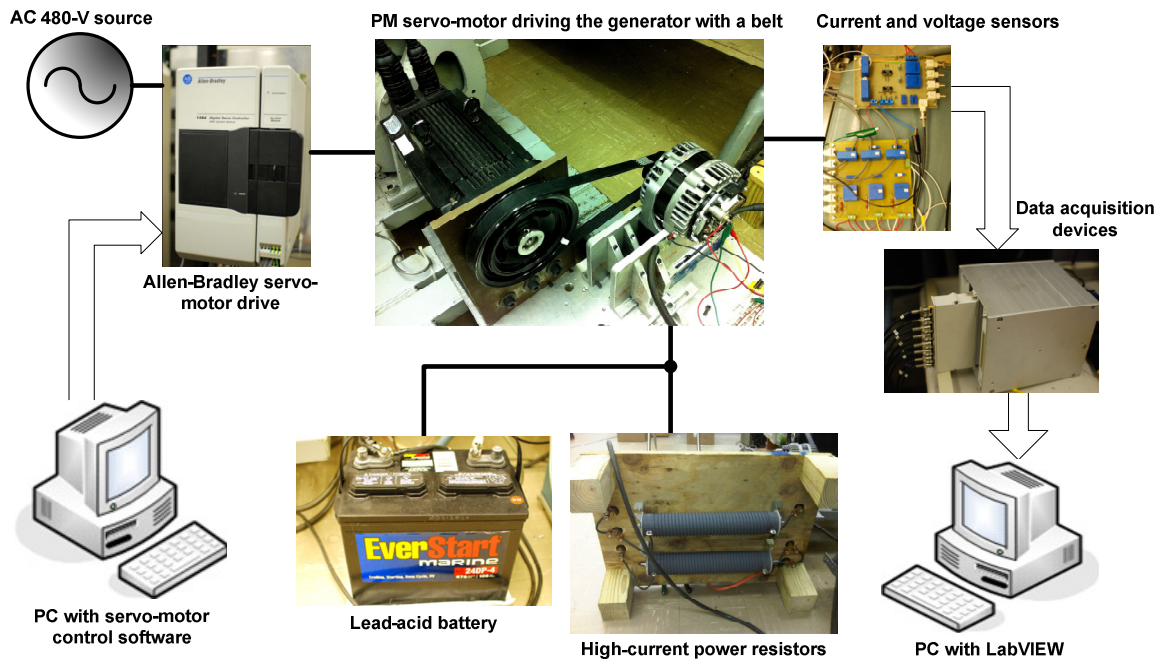 AC 480-V source
PM servo-motor driving the generator with a belt
Current and voltage sensors
Allen-Bradley
Allen-Bradley servo-
motor drive
Data acquisition
devices
EverStart
MARINE
24DP-4
PC with servo-motor
control software
Lead-acid battery
High-current power resistors
PC with LabVIEW